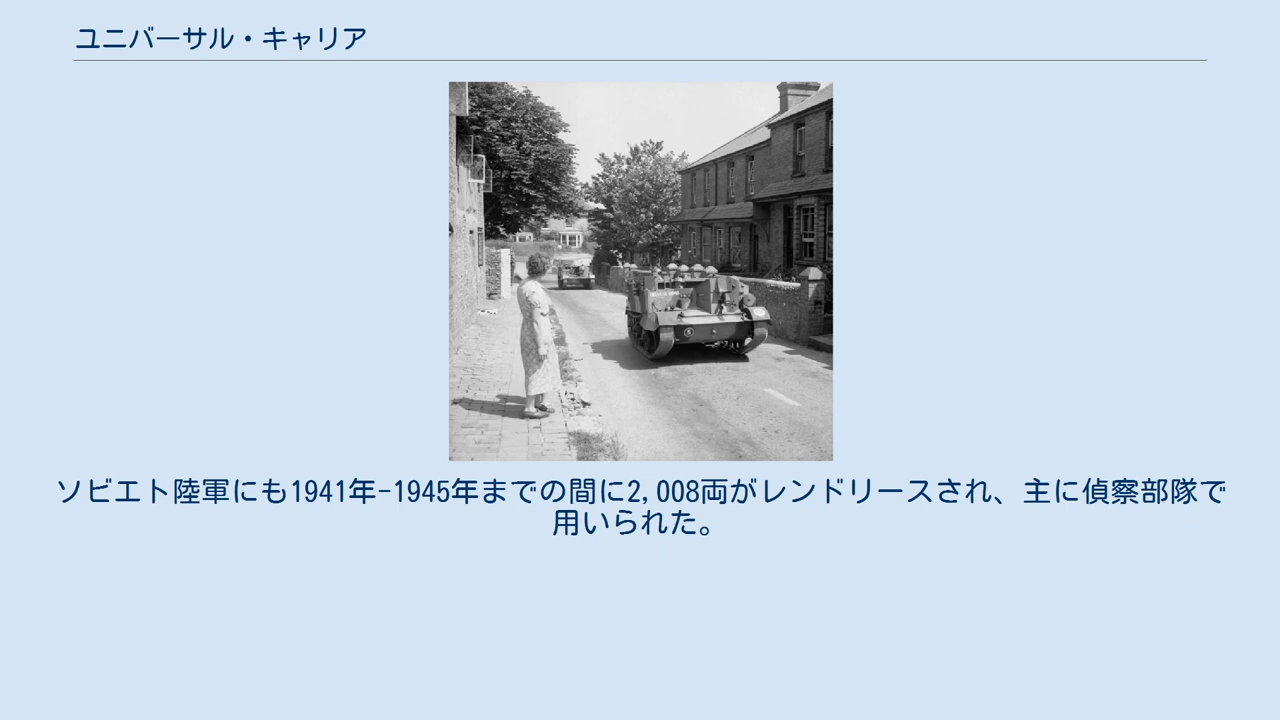 ユニバーサル・キャリア
ソビエト陸軍にも1941年-1945年までの間に2,008両がレンドリースされ、主に偵察部隊で
用いられた。